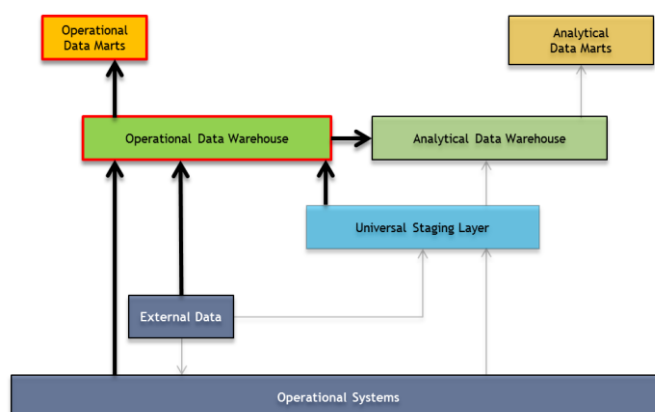 Operational
Data Marts
Analytical
Data Marts
Operational Data Warehouse
Analytical Data Warehouse
Universal Staging Layer
External Data
Operational Systems